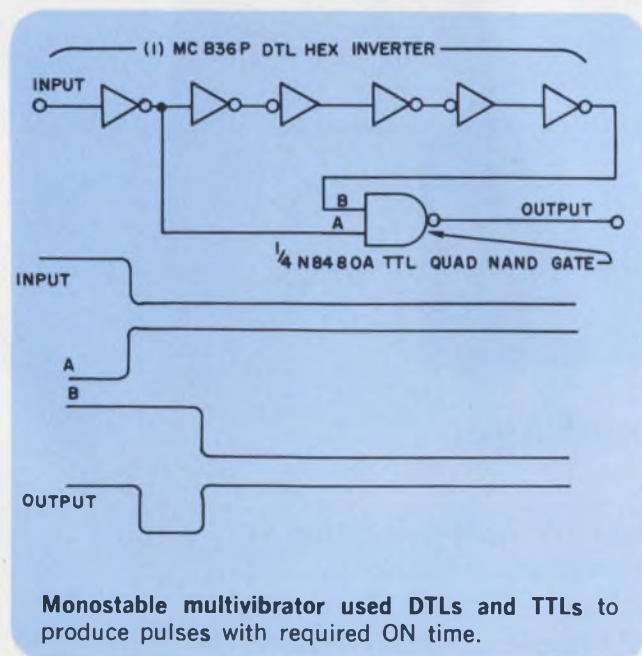 (1) MC B36P DTL HEX INVERTER
INPUT
B
A
OUTPUT
1/4 N8480A TTL QUAD NAND GATE
INPUT
A
B
OUTPUT
Monostable multivibrator used DTLs and TTLs to
produce pulses with required ON time.